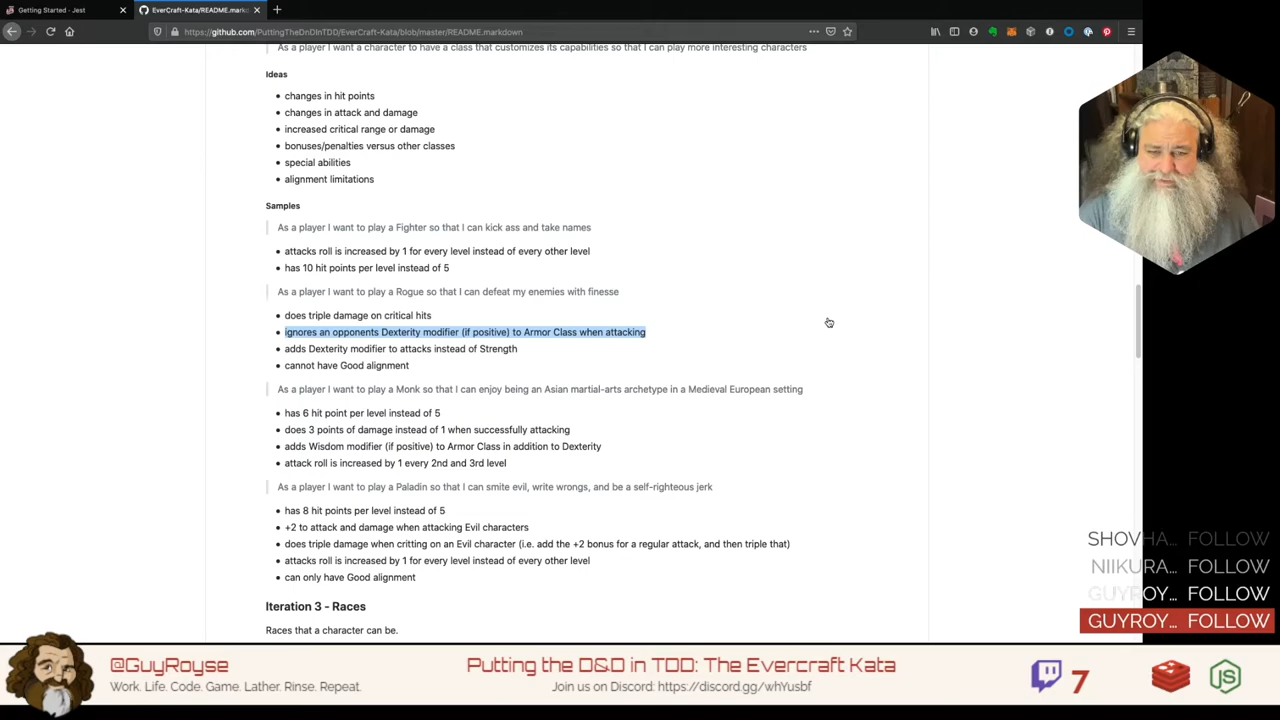 Getting Started · Jest
EverCraft-Kata/README.markdo
https://github.com/PuttingTheDnDInTDD/EverCraft-Kata/blob/master/README.markdown
As a player I want a character to have a class that customizes its capabilities so that I can play more interesting characters
Ideas
• changes in hit points
• changes in attack and damage
• increased critical range or damage
• bonuses/penalties versus other classes
• special abilities
• alignment limitations
Samples
As a player I want to play a Fighter so that I can kick ass and take names
• attacks roll is increased by 1 for every level instead of every other level
• has 10 hit points per level instead of 5
As a player I want to play a Rogue so that I can defeat my enemies with finesse
• does triple damage on critical hits
• ignores an opponents Dexterity modifier (if positive) to Armor Class when attacking
• adds Dexterity modifier to attacks instead of Strength
• cannot have Good alignment
As a player I want to play a Monk so that I can enjoy being an Asian martial-arts archetype in a Medieval European setting
• has 6 hit point per level instead of 5
• does 3 points of damage instead of 1 when successfully attacking
• adds Wisdom modifier (if positive) to Armor Class in addition to Dexterity
• attack roll is increased by 1 every 2nd and 3rd level
As a player I want to play a Paladin so that I can smite evil, write wrongs, and be a self-righteous jerk
• has 8 hit points per level instead of 5
• +2 to attack and damage when attacking Evil characters
• does triple damage when critting on an Evil character (i.e. add the +2 bonus for a regular attack, and then triple that)
• attacks roll is increased by 1 for every level instead of every other level
• can only have Good alignment
Iteration 3 - Races
Races that a character can be.
SHOVHA... FOLLOW
NIIKURA... FOLLOW
GUYROY... FOLLOW
GUYROY... FOLLOW
@GuyRoyse
Work. Life. Code. Game. Lather. Rinse. Repeat.
Putting the D&D in TDD: The Evercraft Kata
Join us on Discord: https://discord.gg/whYusbf
7